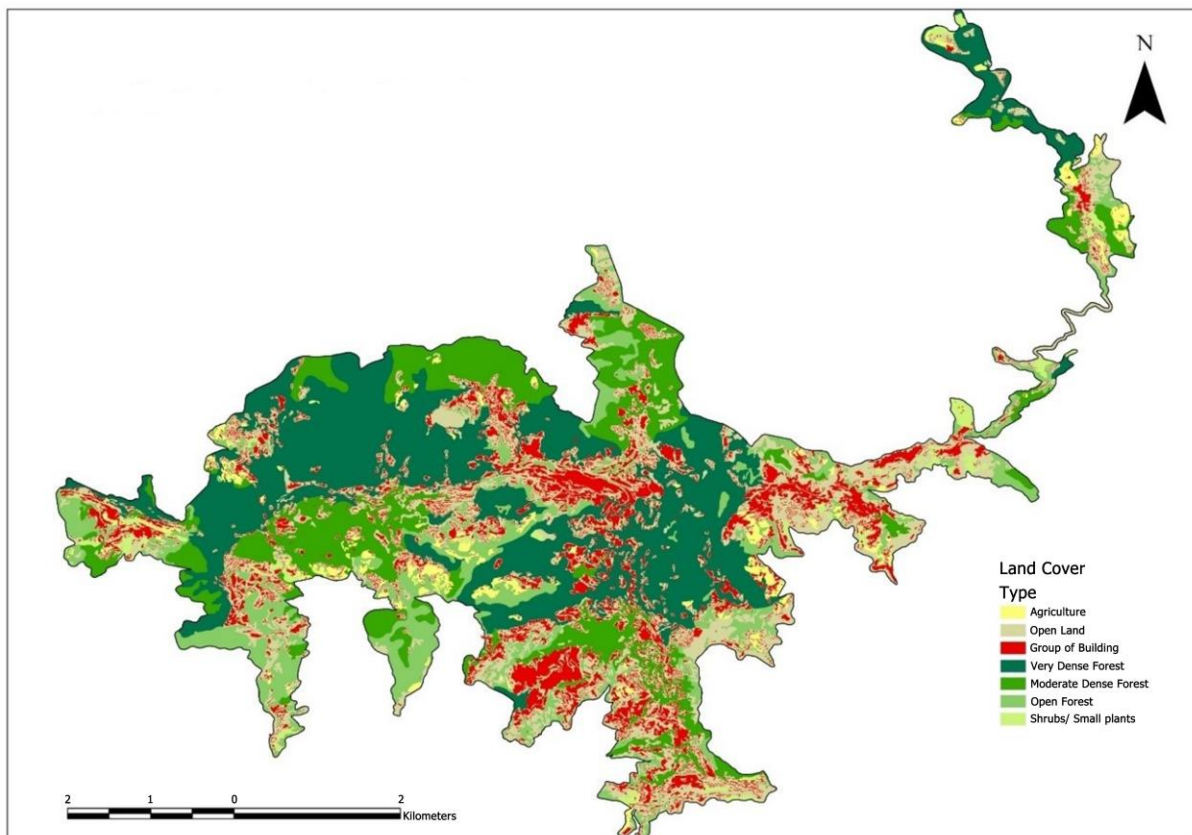 N
Land Cover
Type
Agriculture
Open Land
Group of Building
Very Dense Forest
Moderate Dense Forest
Open Forest
Shrubs/ Small plants
2 1 0 2
Kilometers